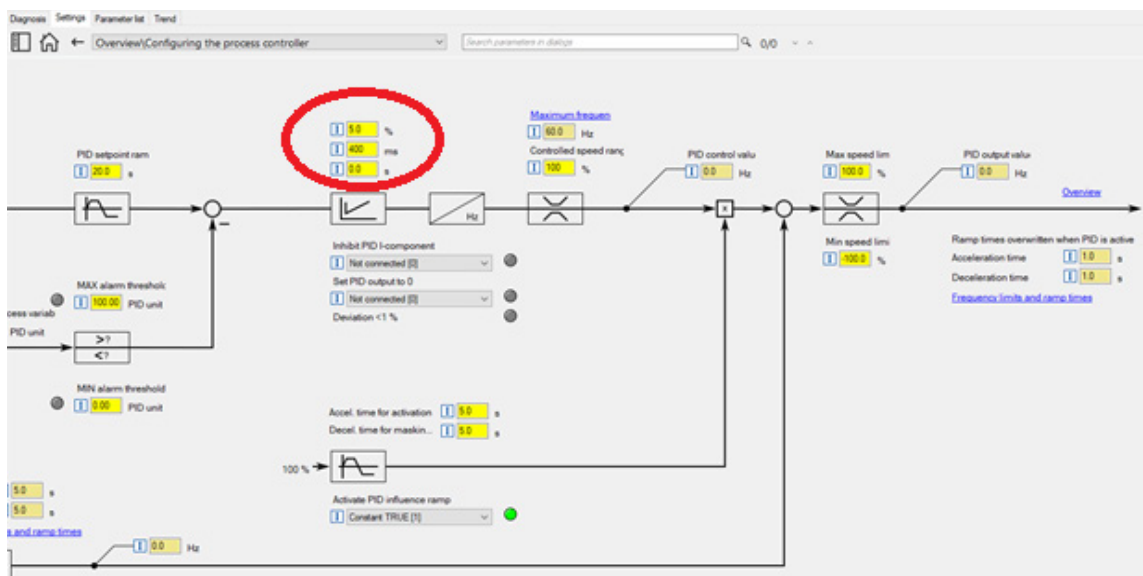 Diagnosis Settings Parameter list Trend
Overview\Configuring the process controller
Search parameters in dialogs
0/0
5.0 %
400 ms
0.0 s
Maximum frequen
60.0 Hz
Controlled speed rang
100 %
PID setpoint ram
20.0 s
PID control valu
0.0 Hz
Max speed lim
100.0 %
PID output valu
0.0 Hz
Overview
Hz
x
Min speed limi
-100.0 %
Ramp times overwritten when PID is active
Acceleration time 1.0 s
Deceleration time 1.0 s
Frequency limits and ramp times
Inhibit PID I-component
Not connected [0]
Set PID output to 0
Not connected [0]
Deviation <1 %
MAX alarm threshold
100.00 PID unit
cess variab
PID unit
>?
<?
MIN alarm threshold
0.00 PID unit
Accel. time for activation 5.0 s
Decel. time for maskin... 5.0 s
100 %
Activate PID influence ramp
Constant TRUE [1]
5.0 s
5.0 s
s and ramp times
0.0 Hz